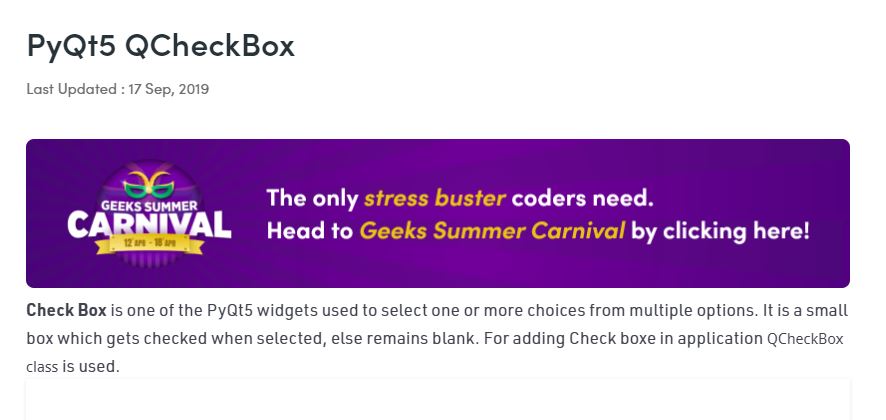 PyQt5 QCheckBox
Last Updated : 17 Sep, 2019
GEEKS SUMMER
CARNIVAL
12 APR - 18 APR
The only stress buster coders need.
Head to Geeks Summer Carnival by clicking here!
Check Box is one of the PyQt5 widgets used to select one or more choices from multiple options. It is a small
box which gets checked when selected, else remains blank. For adding Check boxe in application QCheckBox
class is used.